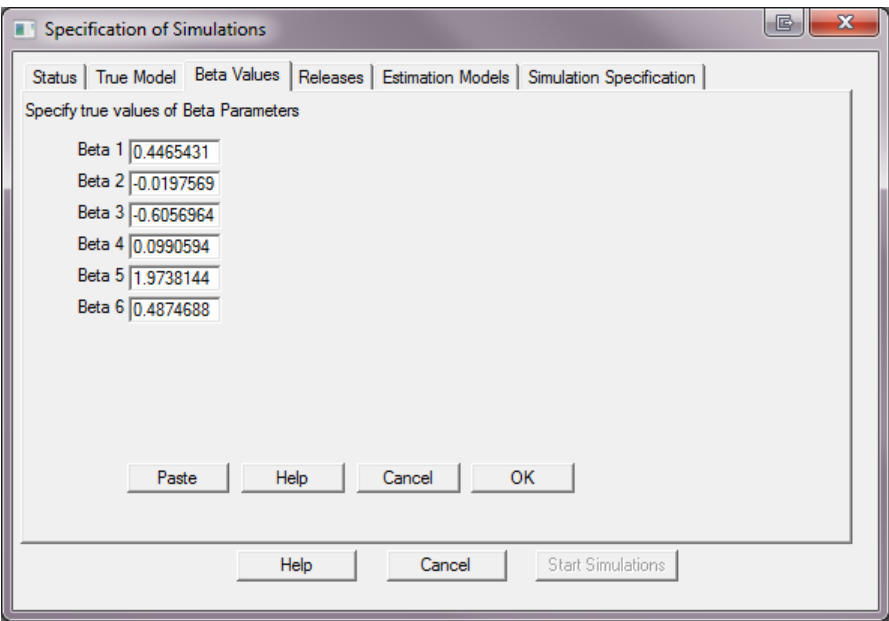 Specification of Simulations
Status True Model Beta Values Releases Estimation Models Simulation Specification
Specify true values of Beta Parameters
Beta 1 0.4465431
Beta 2 -0.0197569
Beta 3 -0.6056964
Beta 4 0.0990594
Beta 5 1.9738144
Beta 6 0.4874688
Paste Help Cancel OK
Help Cancel Start Simulations